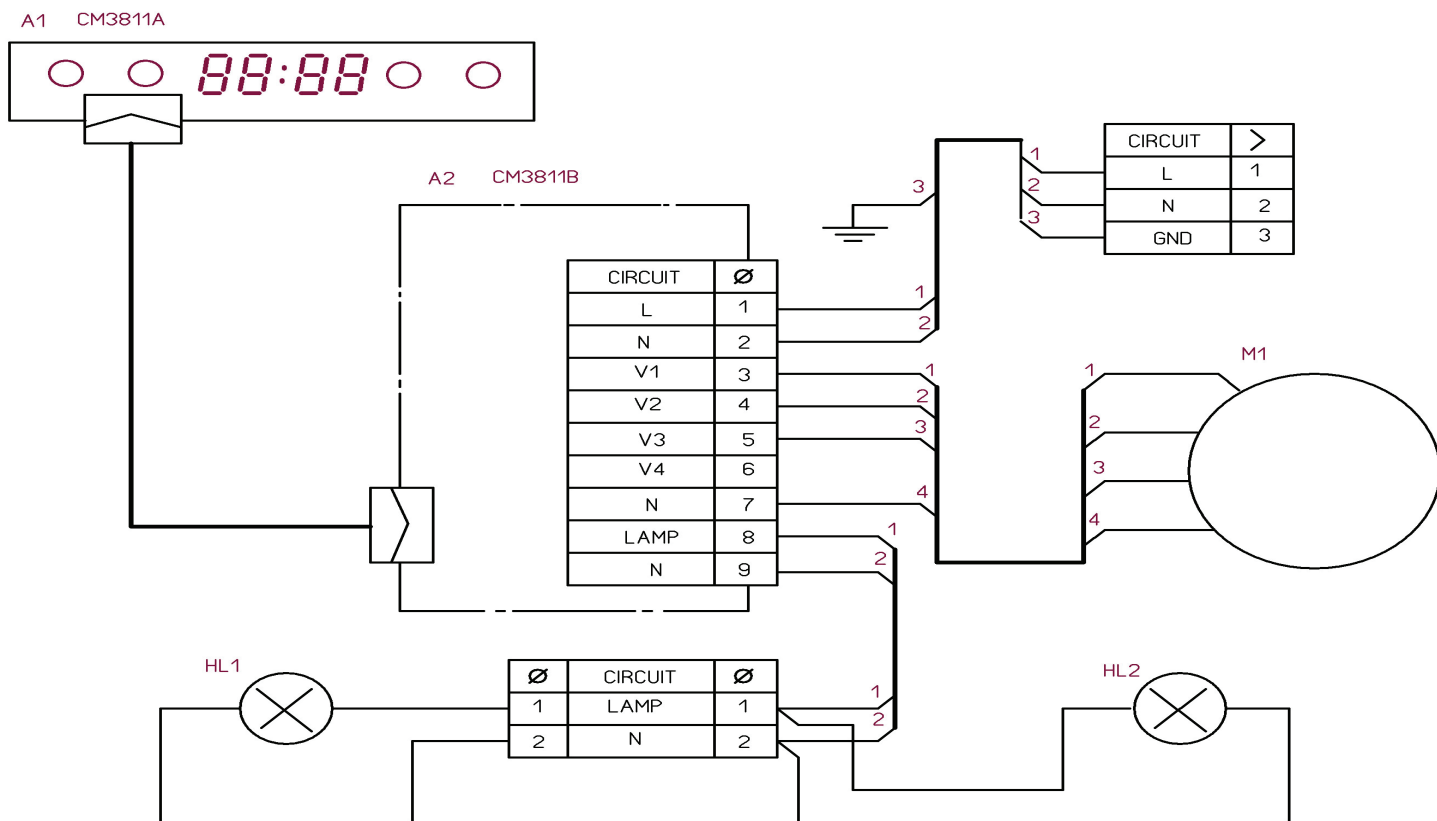 A1 CM3811A
88:88
A2 CM3811B
CIRCUIT >
L 1
N 2
GND 3
1
2
3
3
1
2
CIRCUIT Ø
L 1
N 2
V1 3
V2 4
V3 5
V4 6
N 7
LAMP 8
N 9
1
2
3
4
1
2
3
4
M1
1
2
HL1
Ø CIRCUIT Ø
1 LAMP 1
2 N 2
1
2
HL2